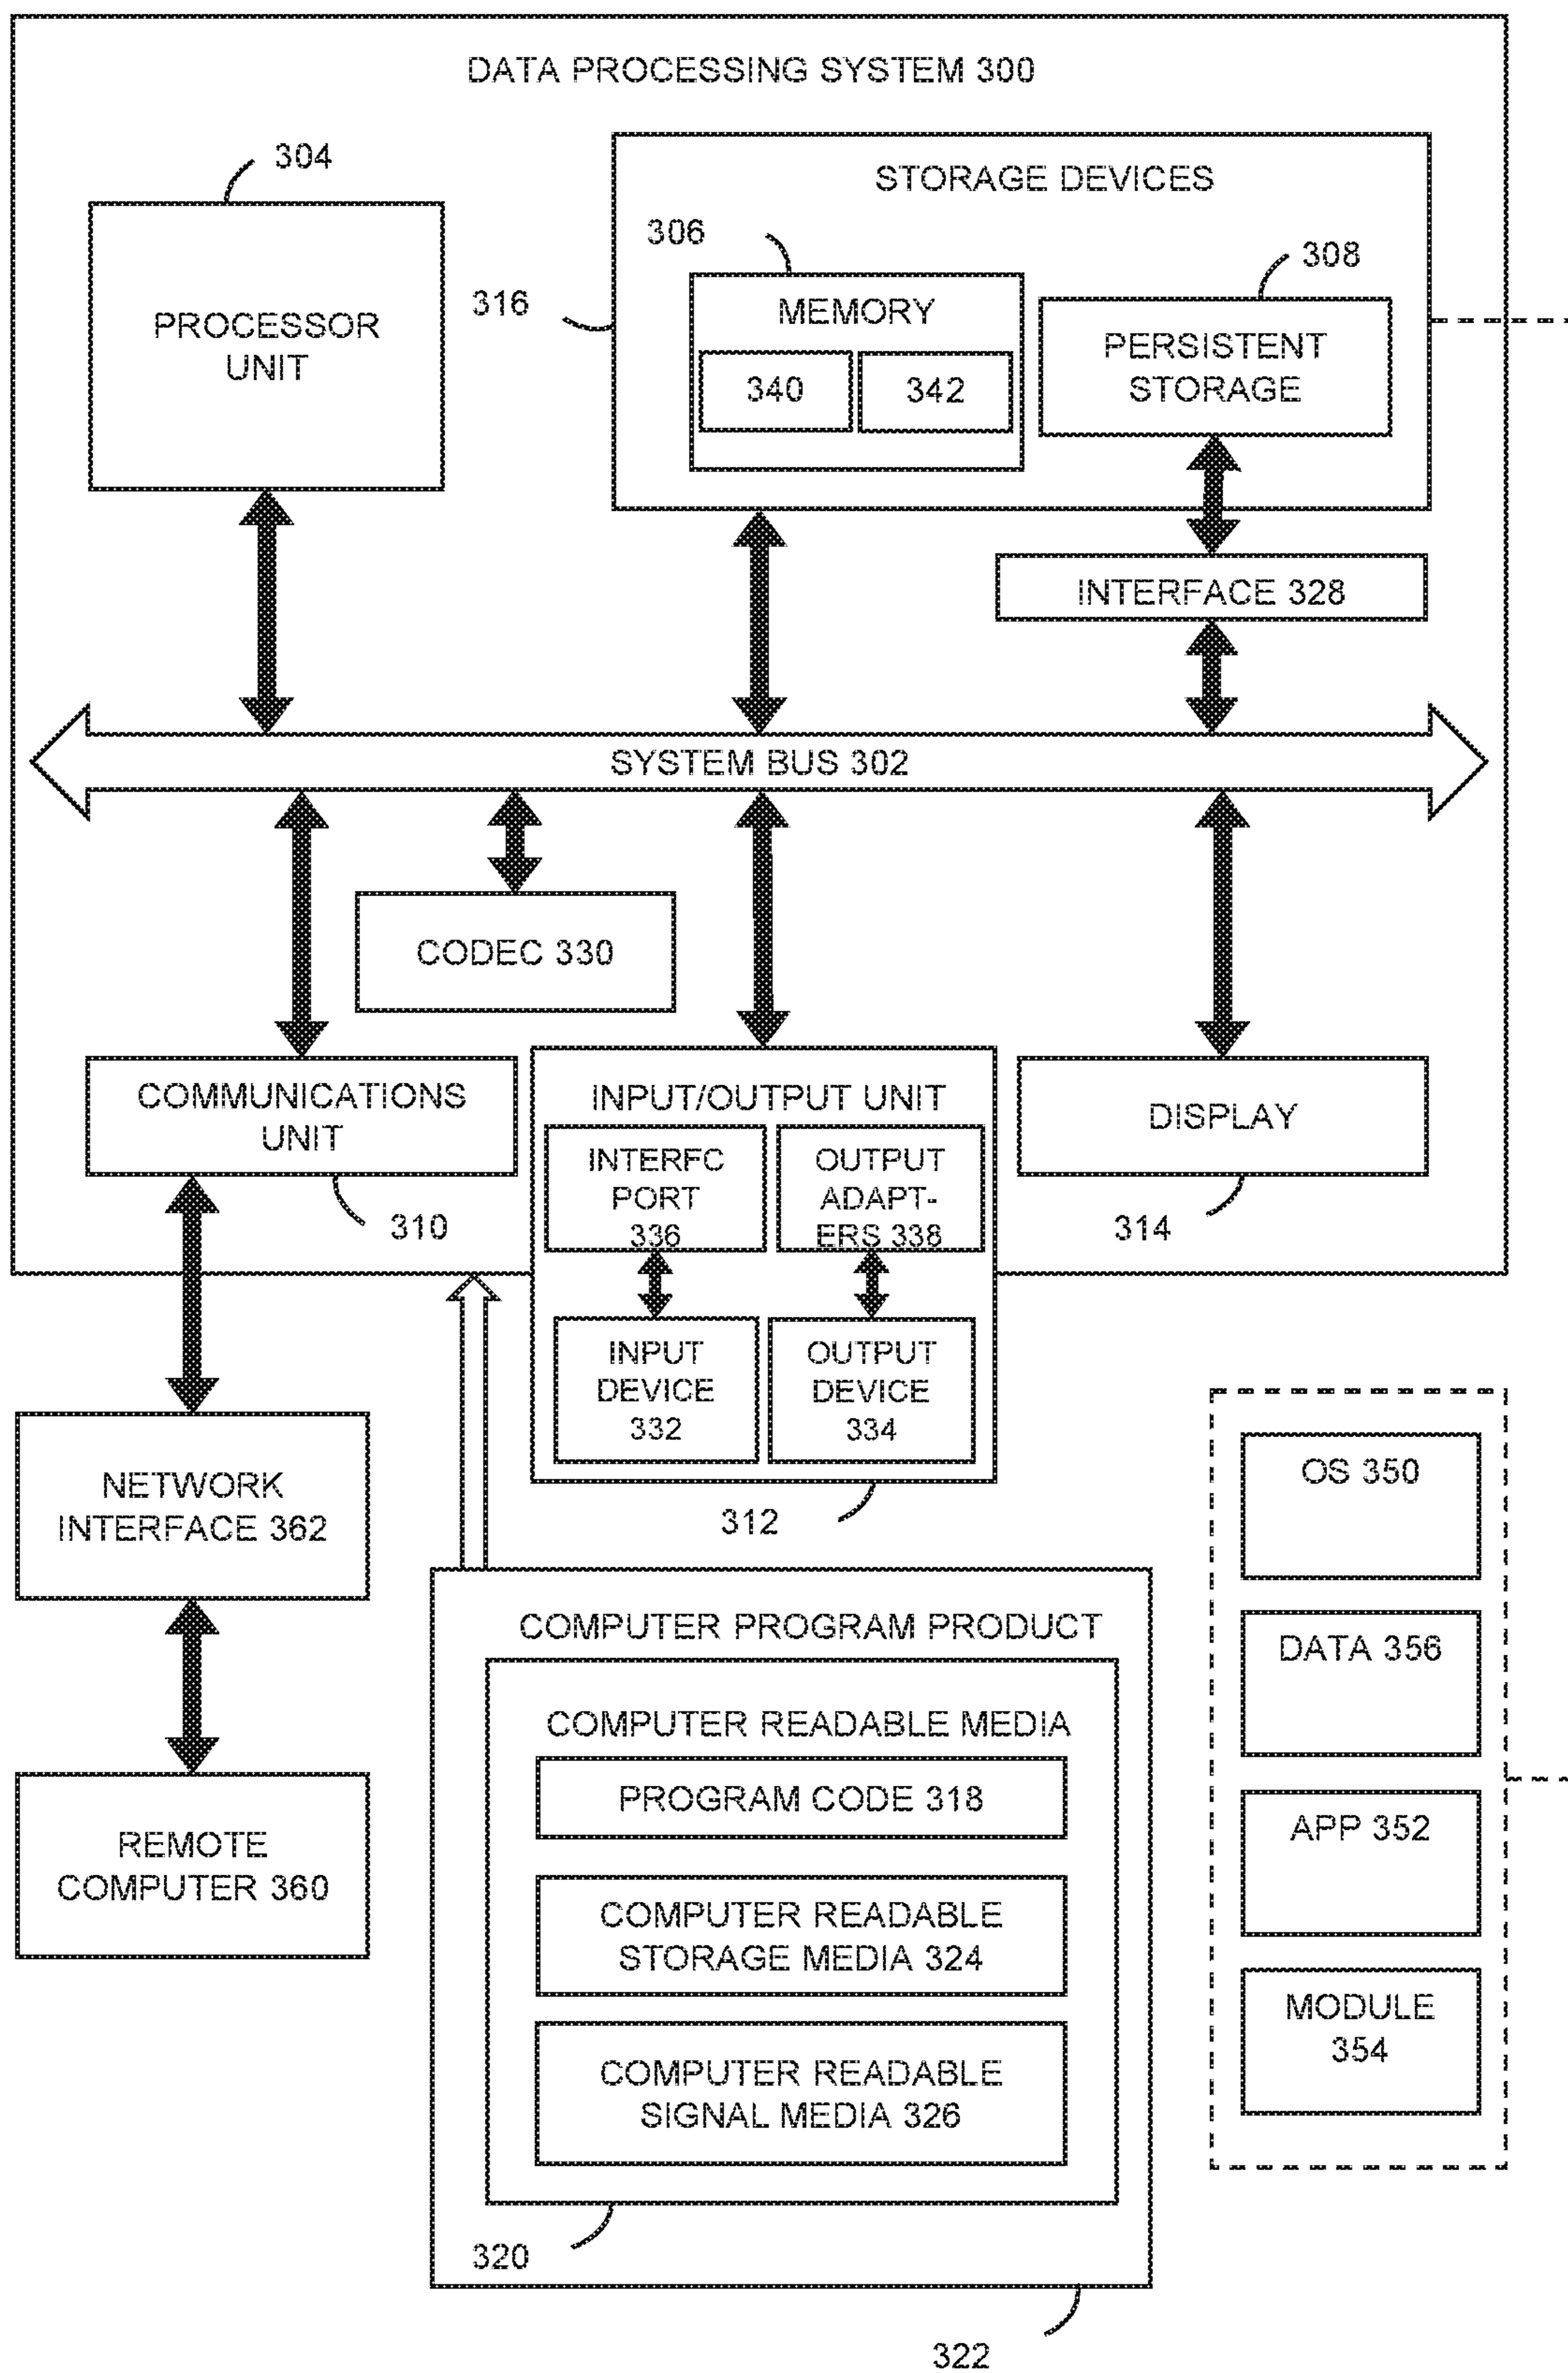 DATA PROCESSING SYSTEM 300
304
STORAGE DEVICES
306
308
316
PROCESSOR
UNIT
MEMORY
340
342
PERSISTENT
STORAGE
INTERFACE 328
SYSTEM BUS 302
CODEC 330
COMMUNICATIONS
UNIT
310
INPUT/OUTPUT UNIT
INTERFC
PORT
336
OUTPUT
ADAPT-
ERS 338
DISPLAY
314
INPUT
DEVICE
332
OUTPUT
DEVICE
334
312
NETWORK
INTERFACE 362
REMOTE
COMPUTER 360
COMPUTER PROGRAM PRODUCT
COMPUTER READABLE MEDIA
PROGRAM CODE 318
COMPUTER READABLE
STORAGE MEDIA 324
COMPUTER READABLE
SIGNAL MEDIA 326
320
322
OS 350
DATA 356
APP 352
MODULE
354